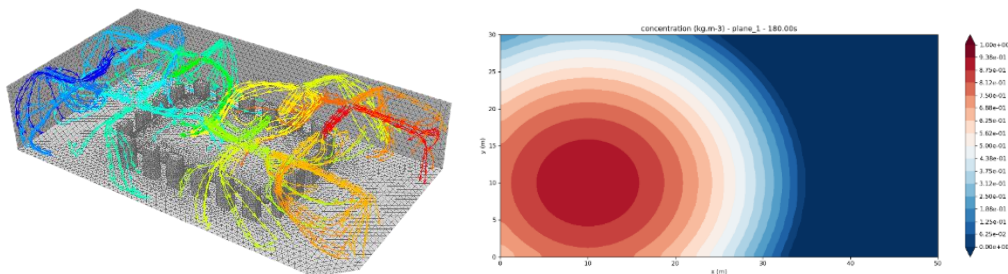 concentration (kg.m-3) - plane_1 - 180.00s
30
25
20
15
10
5
0
y (m)
0
10
20
30
40
50
x (m)
1.00e+00
9.38e-01
8.75e-01
8.12e-01
7.50e-01
6.88e-01
6.25e-01
5.62e-01
5.00e-01
4.38e-01
3.75e-01
3.12e-01
2.50e-01
1.88e-01
1.25e-01
6.25e-02
0.00e+00